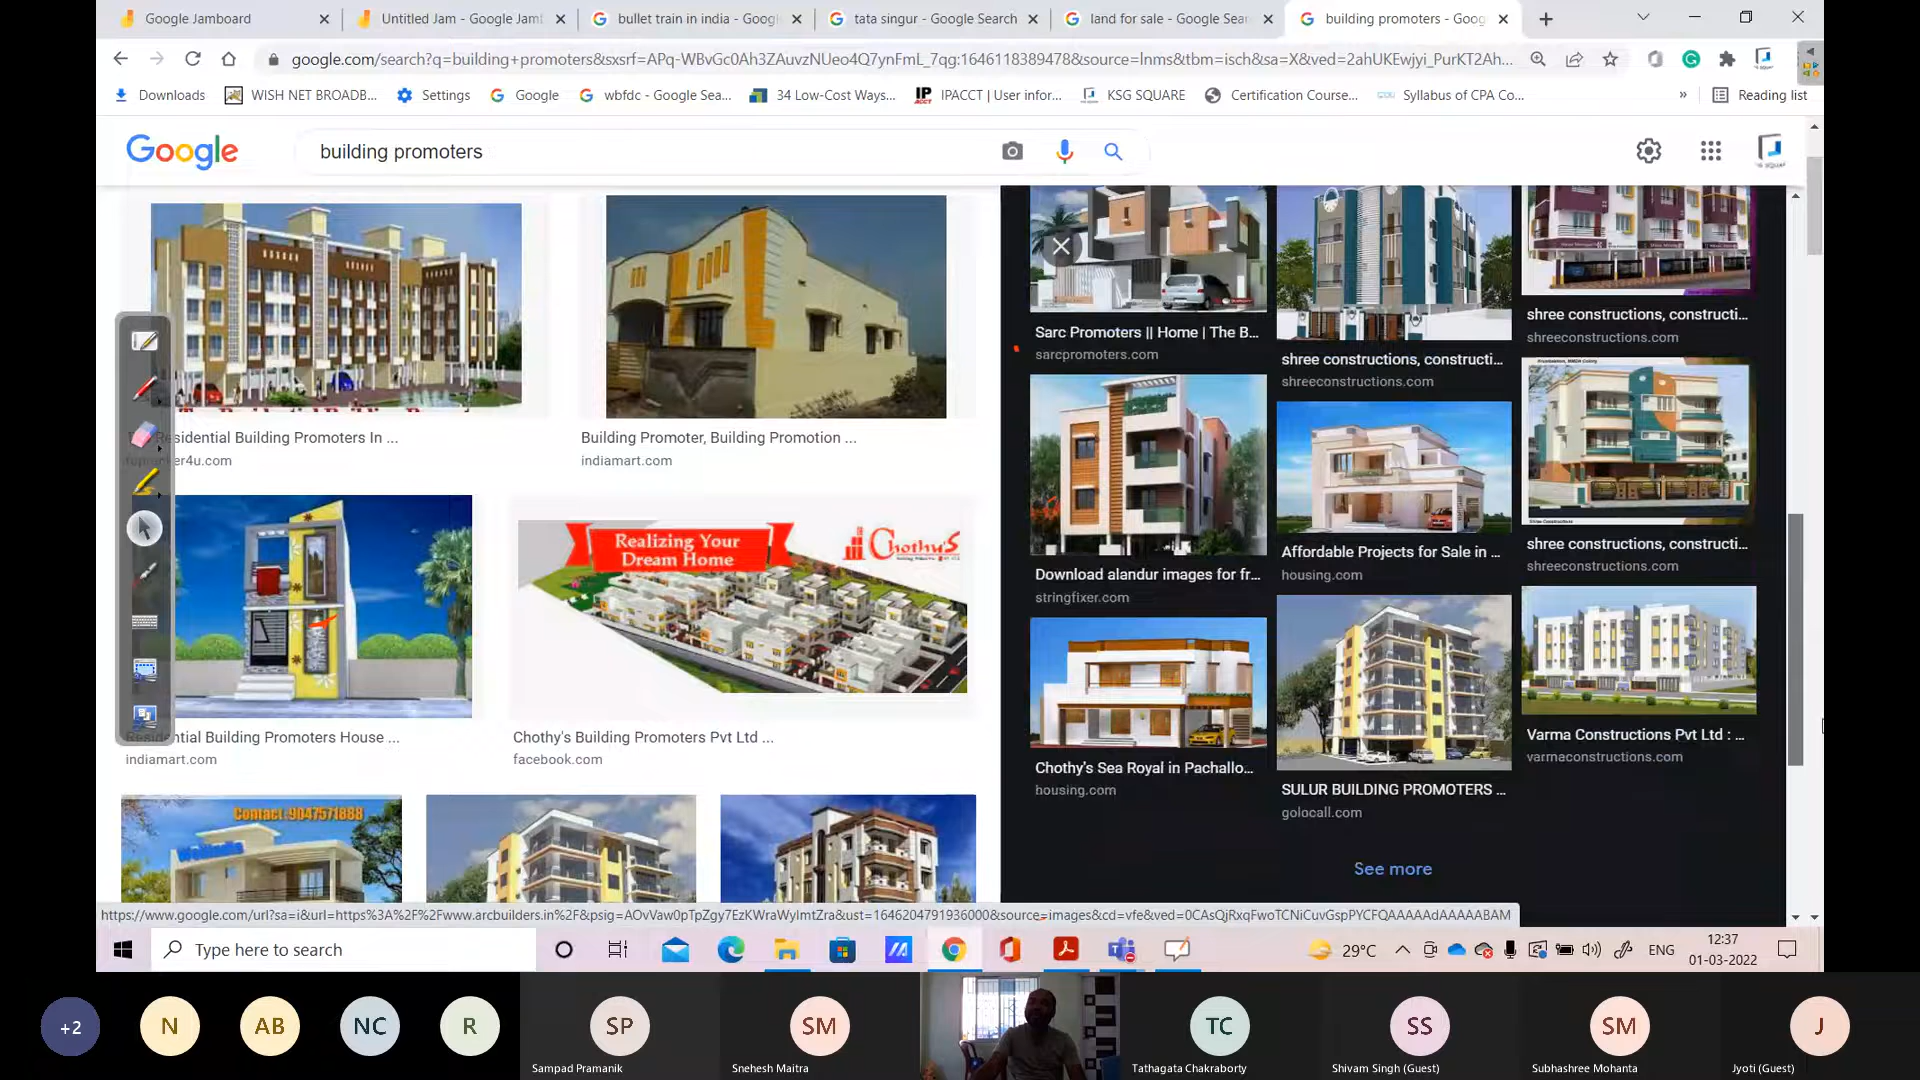 Google Jamboard
Untitled Jam - Google Jam
bullet train in india - Goog
tata singur - Google Search
land for sale - Google Sea
building promoters - Goog
google.com/search?q=building+promoters&sxsrf=APq-WBvGc0Ah3ZAuvzNUeo4Q7ynFmL_7qg:1646118389478&source=lnms&tbm=isch&sa=X&ved=2ahUKEwjyi_PurKT2Ah...
Downloads
WISH NET BROADB...
Settings
Google
wbfdc - Google Sea...
34 Low-Cost Ways...
IPACCT | User infor...
KSG SQUARE
Certification Course...
Syllabus of CPA Co...
»
Reading list
Google
building promoters
Residential Building Promoters In ...
er4u.com
Building Promoter, Building Promotion ...
indiamart.com
Realizing Your
Dream Home
Chothy'S
ntial Building Promoters House ...
indiamart.com
Chothy's Building Promoters Pvt Ltd ...
facebook.com
Contact:9047571888
Sarc Promoters || Home | The B...
sarcpromoters.com
shree constructions, constructi...
shreeconstructions.com
shree constructions, constructi...
shreeconstructions.com
Download alandur images for fr...
stringfixer.com
Affordable Projects for Sale in ...
housing.com
shree constructions, constructi...
shreeconstructions.com
Chothy's Sea Royal in Pachallo...
housing.com
SULUR BUILDING PROMOTERS ...
golocall.com
Varma Constructions Pvt Ltd : ...
varmaconstructions.com
See more
https://www.google.com/url?sa=i&url=https%3A%2F%2Fwww.arcbuilders.in%2F&psig=AOvVaw0pTpZgy7EzKWraWyImtZra&ust=1646204791936000&source=images&cd=vfe&ved=0CAsQjRxqFwoTCNiCuvGspPYCFQAAAAAdAAAAABAM
Type here to search
29°C
ENG
12:37
01-03-2022
+2
N
AB
NC
R
SP
Sampad Pramanik
SM
Snehesh Maitra
TC
Tathagata Chakraborty
SS
Shivam Singh (Guest)
SM
Subhashree Mohanta
J
Jyoti (Guest)